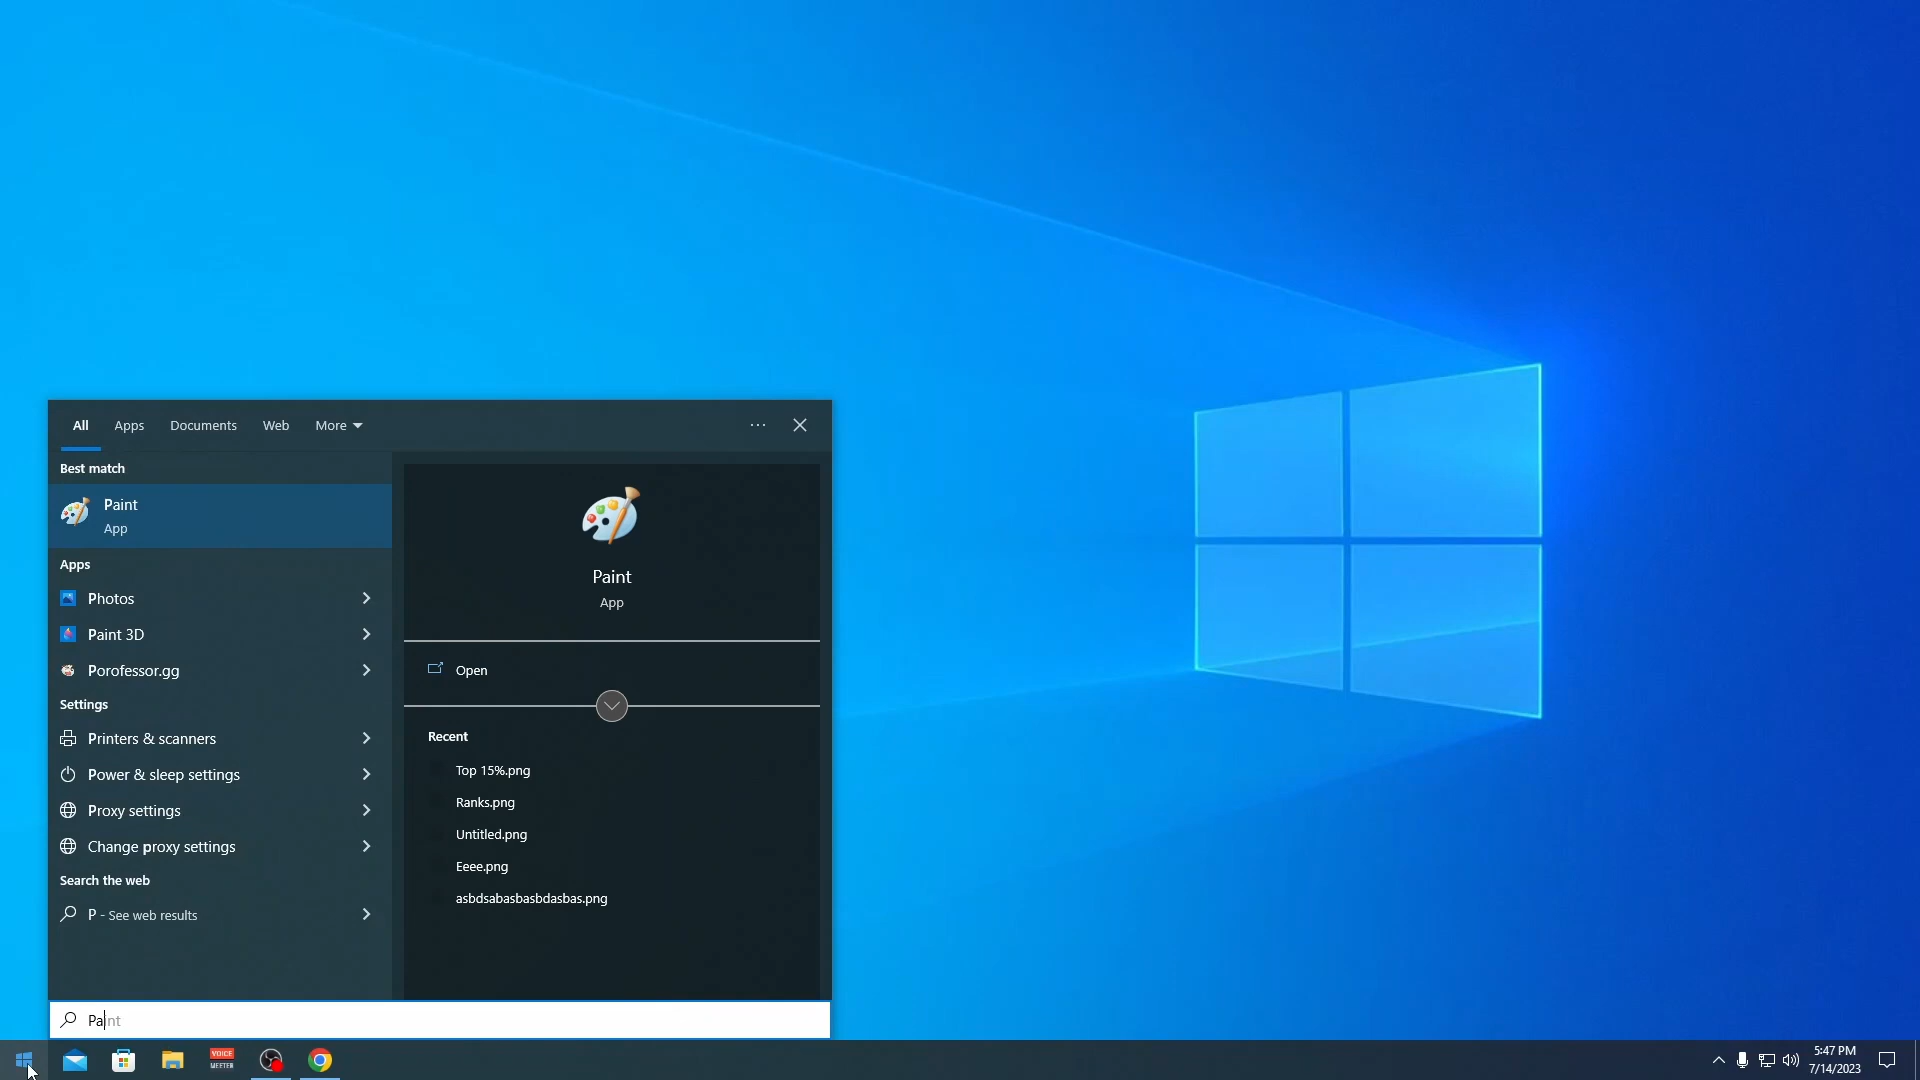 All Apps Documents Web More
Best match
Paint
App
Apps
Photos
Paint 3D
Porofessor.gg
Settings
Printers & scanners
Power & sleep settings
Proxy settings
Change proxy settings
Search the web
P - See web results
Paint
App
Open
Recent
Top 15%.png
Ranks.png
Untitled.png
Eeee.png
asbdsabasbasbdasbas.png
Paint
VOICE
MEETER
5:47 PM
7/14/2023